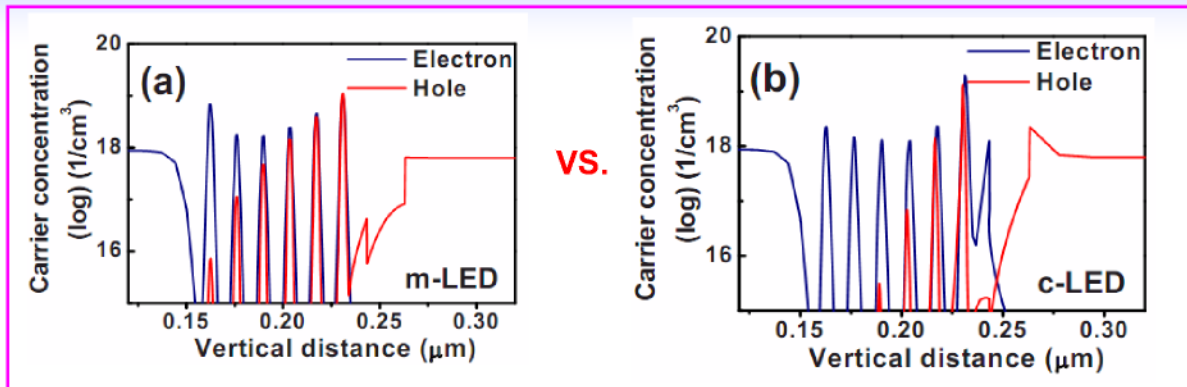 20
18
16
Carrier concentration
(log) (1/cm³)
(a)
Electron
Hole
m-LED
0.15 0.20 0.25 0.30
Vertical distance (μm)
VS.
20
18
16
Carrier concentration
(log) (1/cm³)
(b)
Electron
Hole
c-LED
0.15 0.20 0.25 0.30
Vertical distance (μm)